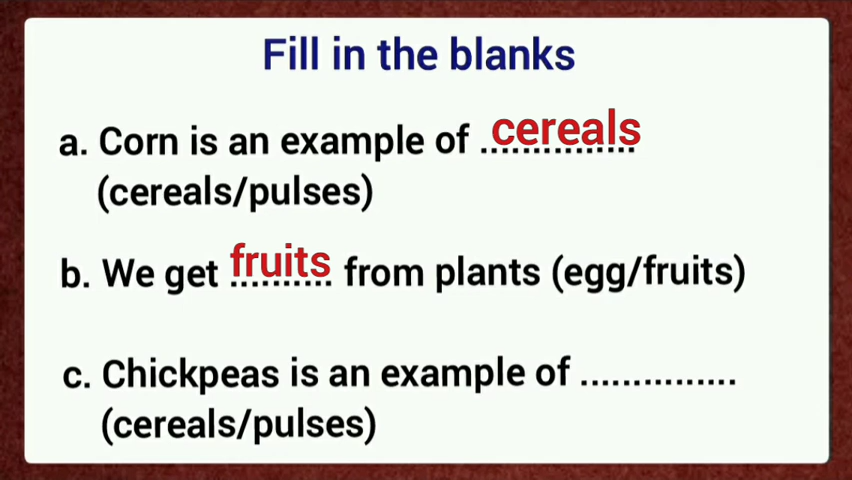 Fill in the blanks
a. Corn is an example of cereals...............
(cereals/pulses)
b. We get fruits.......... from plants (egg/fruits)
c. Chickpeas is an example of ...............
(cereals/pulses)